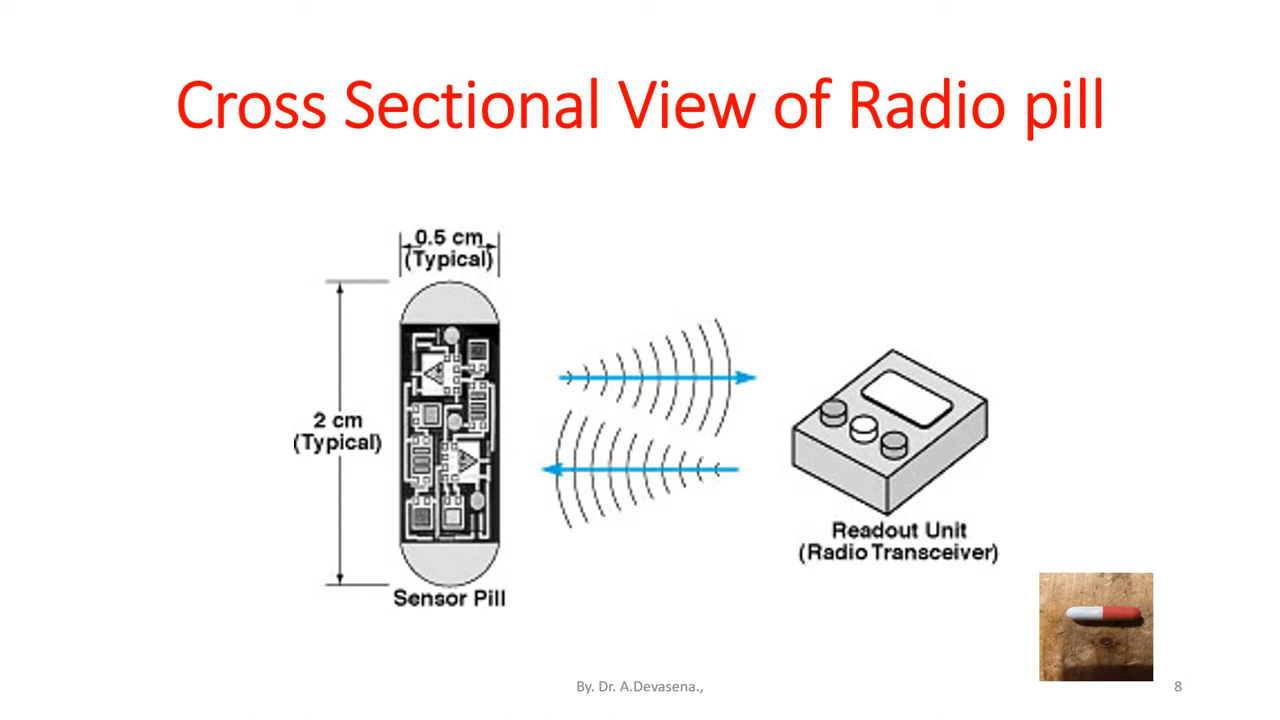 Cross Sectional View of Radio pill
0.5 cm
(Typical)
2 cm
(Typical)
Sensor Pill
Readout Unit
(Radio Transceiver)
By. Dr. A.Devasena.,
8